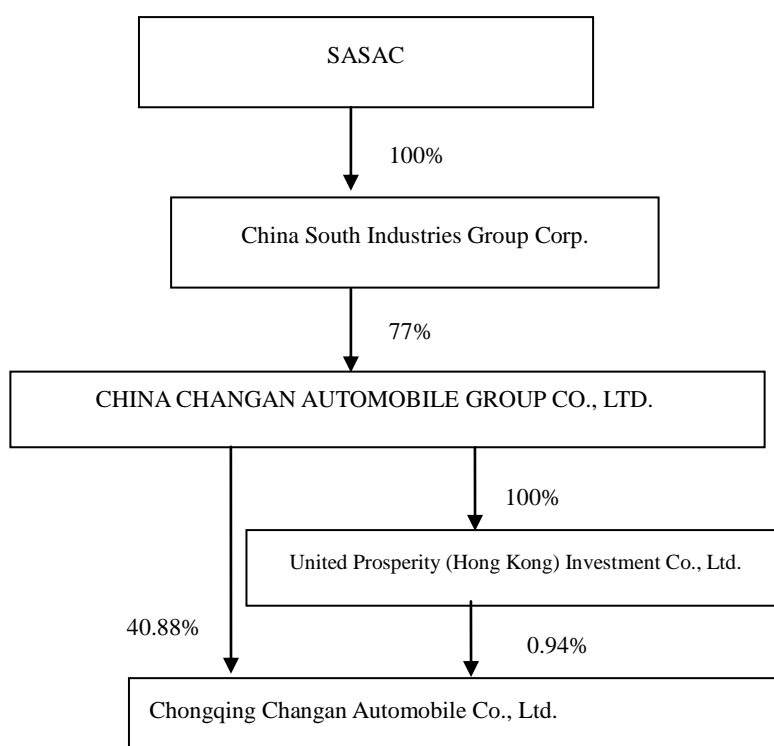 SASAC
100%
China South Industries Group Corp.
77%
CHINA CHANGAN AUTOMOBILE GROUP CO., LTD.
100%
United Prosperity (Hong Kong) Investment Co., Ltd.
40.88%
0.94%
Chongqing Changan Automobile Co., Ltd.